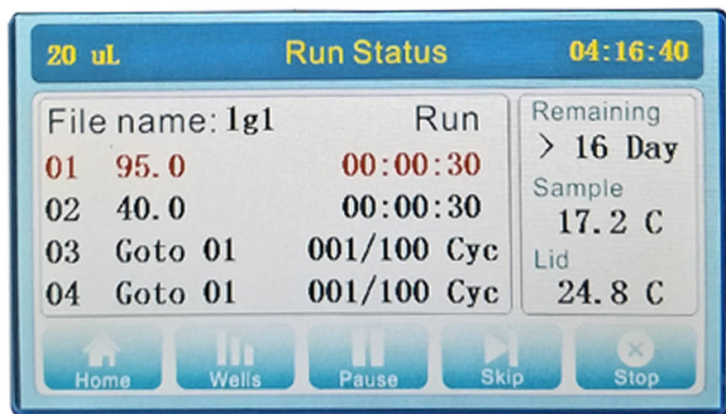 20 uL Run Status 04:16:40
File name: 1g1 Run
01 95.0 00:00:30
02 40.0 00:00:30
03 Goto 01 001/100 Cyc
04 Goto 01 001/100 Cyc
Remaining
> 16 Day
Sample
17.2 C
Lid
24.8 C
Home Wells Pause Skip Stop